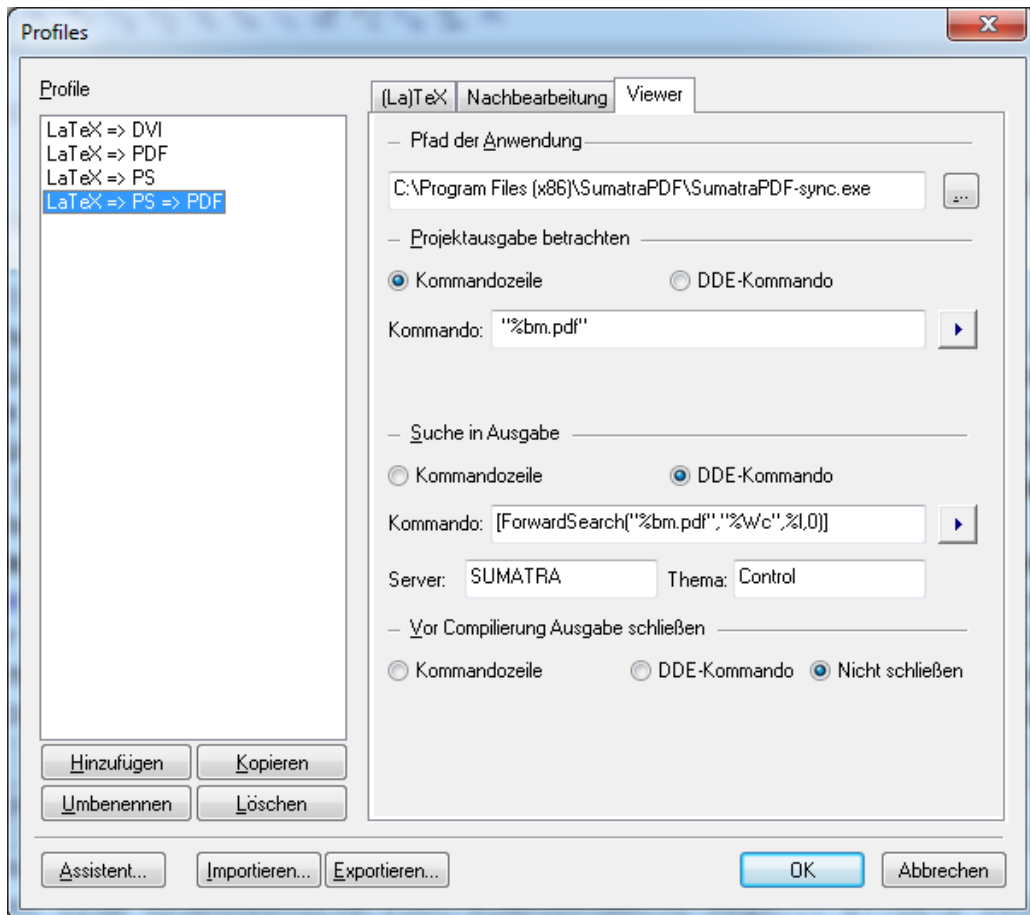 Profiles
Profile
LaTeX => DVI
LaTeX => PDF
LaTeX => PS
LaTeX => PS => PDF
Hinzufügen Kopieren
Umbenennen Löschen
(La)TeX Nachbearbeitung Viewer
Pfad der Anwendung
C:\Program Files (x86)\SumatraPDF\SumatraPDF-sync.exe ...
Projektausgabe betrachten
Kommandozeile DDE-Kommando
Kommando: "%bm.pdf"
Suche in Ausgabe
Kommandozeile DDE-Kommando
Kommando: [ForwardSearch("%bm.pdf","%Wc",%l,0)]
Server: SUMATRA Thema: Control
Vor Compilierung Ausgabe schließen
Kommandozeile DDE-Kommando Nicht schließen
Assistent... Importieren... Exportieren... OK Abbrechen